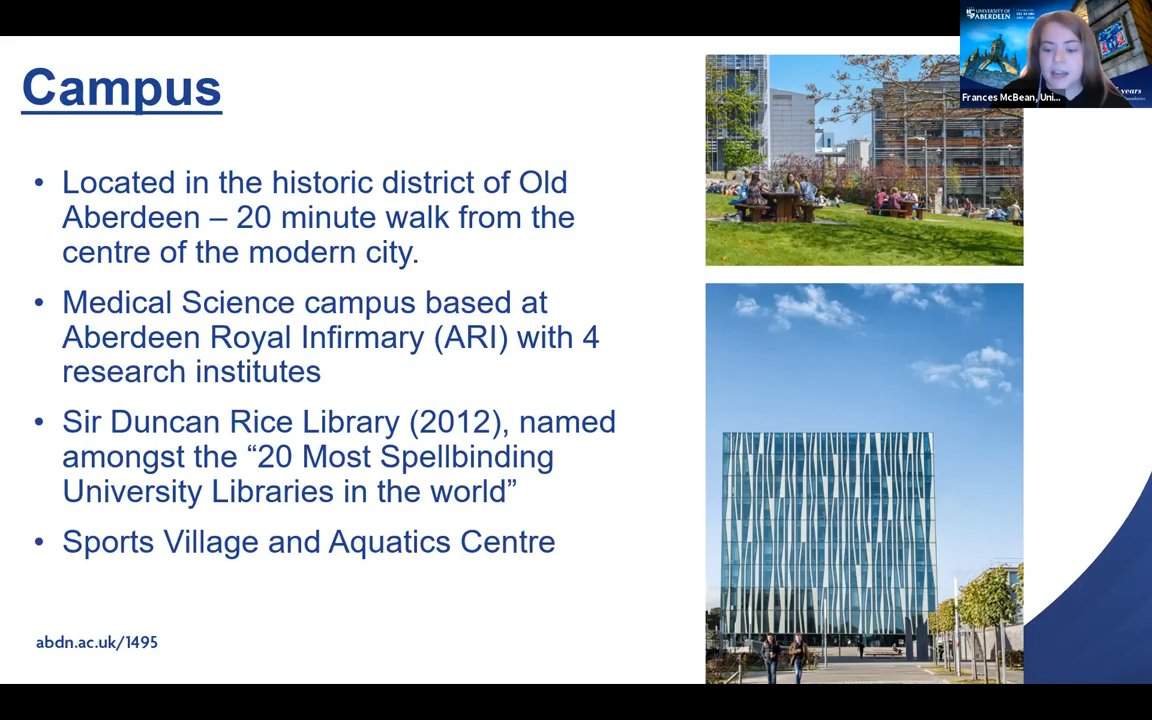 Campus
• Located in the historic district of Old
Aberdeen – 20 minute walk from the
centre of the modern city.
• Medical Science campus based at
Aberdeen Royal Infirmary (ARI) with 4
research institutes
• Sir Duncan Rice Library (2012), named
amongst the “20 Most Spellbinding
University Libraries in the world”
• Sports Village and Aquatics Centre
abdn.ac.uk/1495
UNIVERSITY OF
ABERDEEN
Frances McBean, Uni...
years